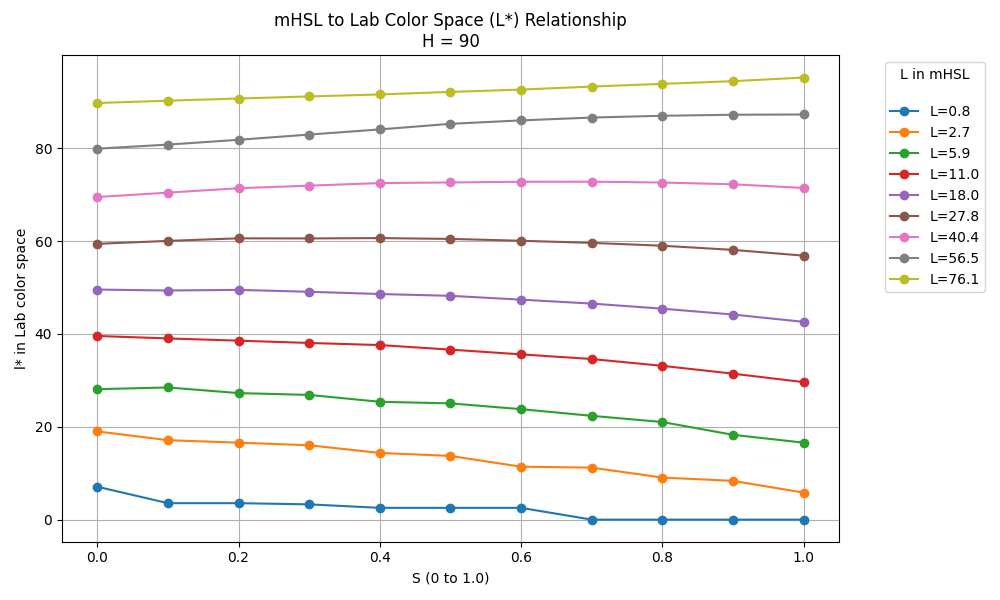 mHSL to Lab Color Space (L*) Relationship
H = 90
L in mHSL
L=0.8
L=2.7
L=5.9
L=11.0
L=18.0
L=27.8
L=40.4
L=56.5
L=76.1
l* in Lab color space
80
60
40
20
0
0.0 0.2 0.4 0.6 0.8 1.0
S (0 to 1.0)